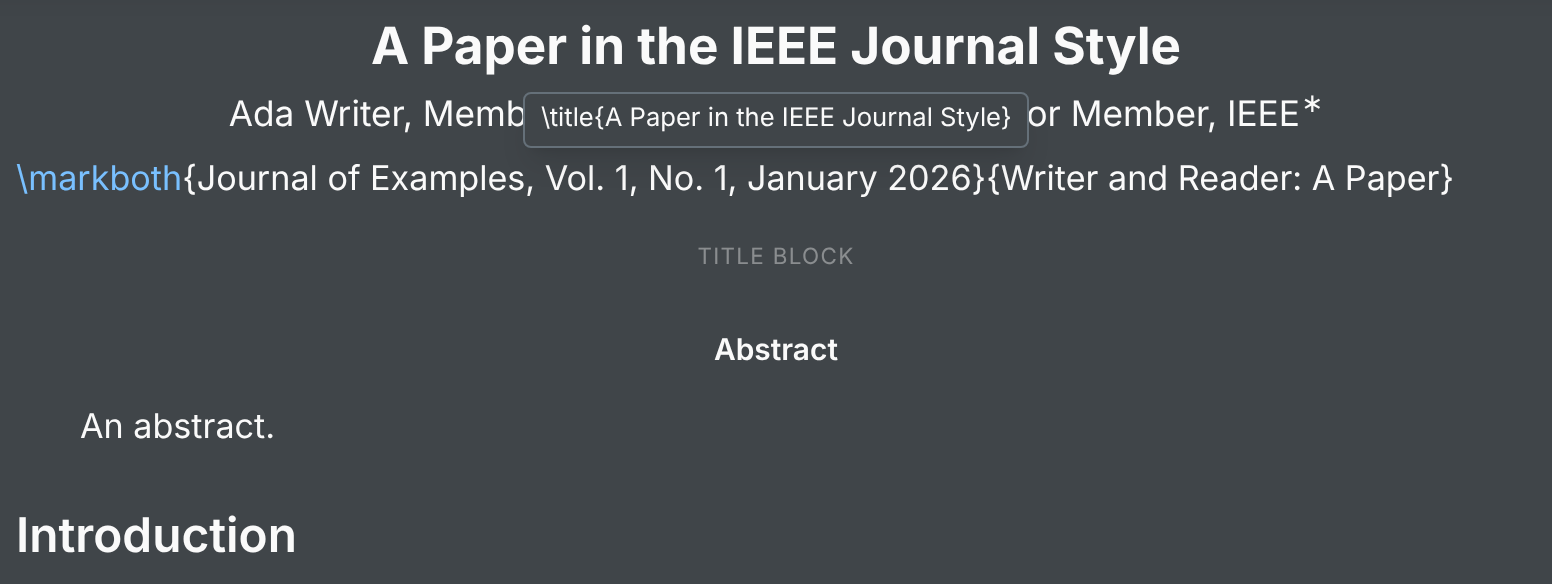 A Paper in the IEEE Journal Style
Ada Writer, Memb or Member, IEEE*
\title{A Paper in the IEEE Journal Style}
\markboth{Journal of Examples, Vol. 1, No. 1, January 2026}{Writer and Reader: A Paper}
TITLE BLOCK
Abstract
An abstract.
Introduction